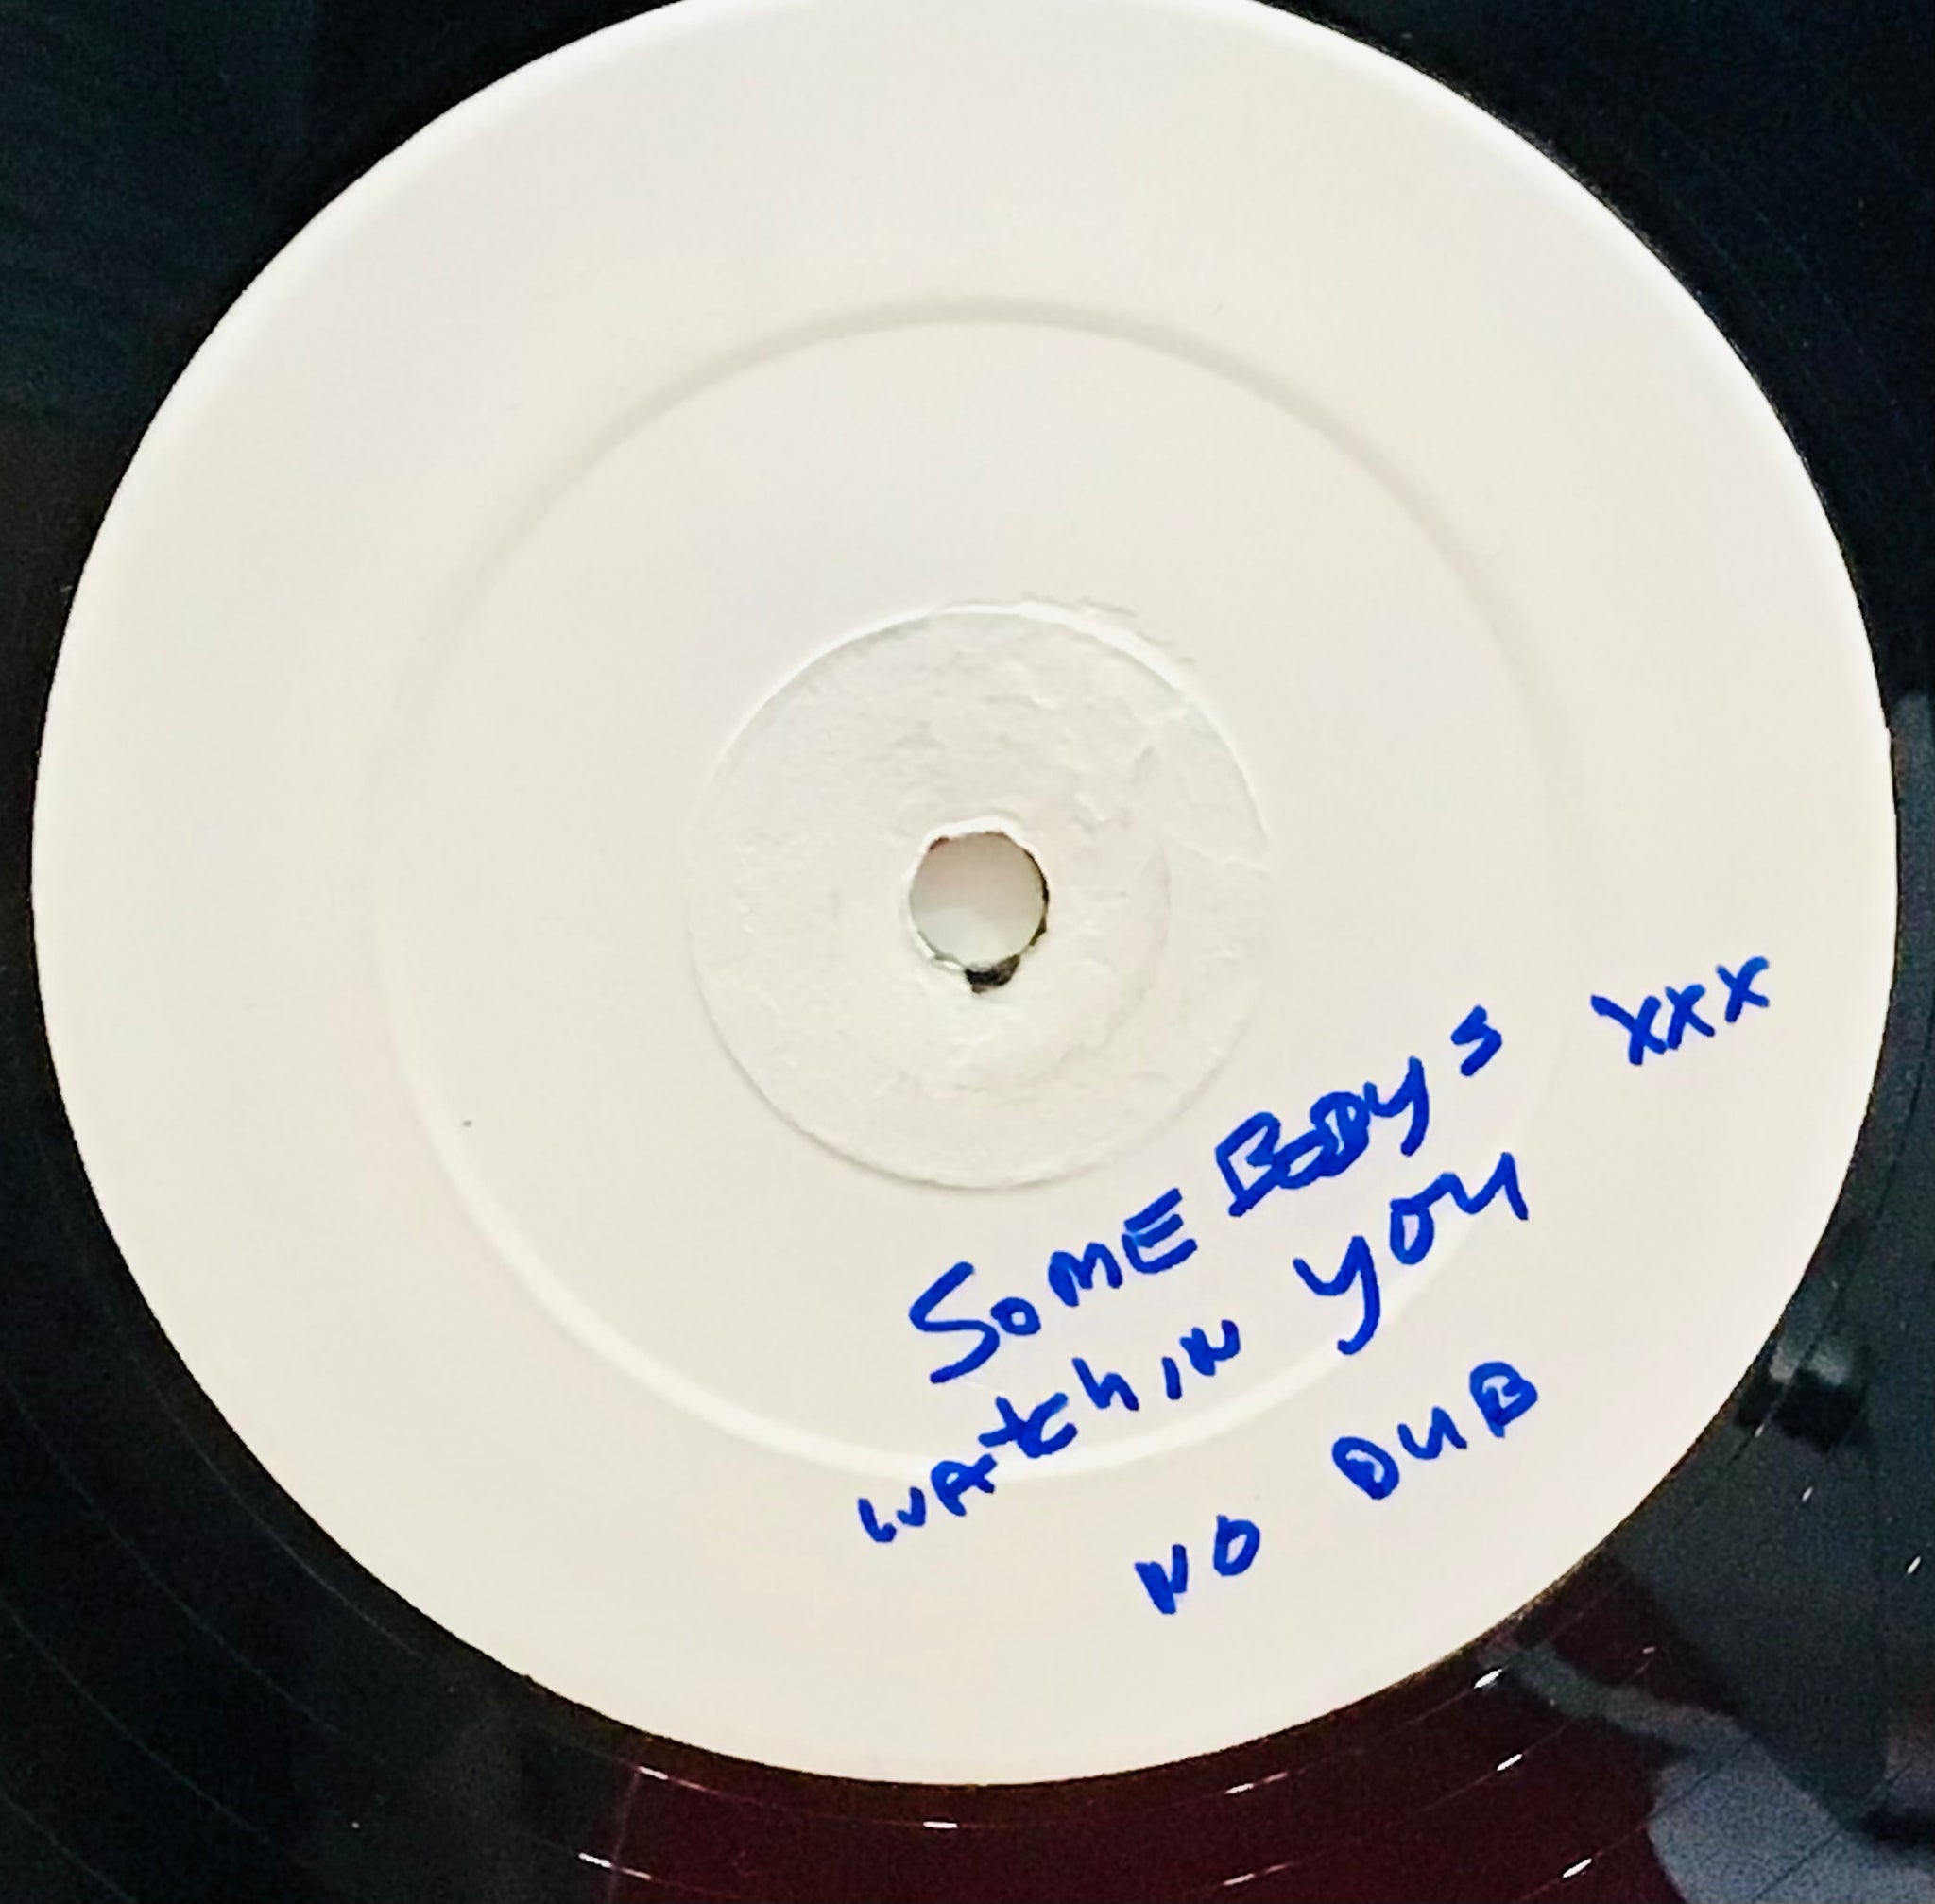 SOMEBODYS XXX
WATCHIN YOU
NO DUB